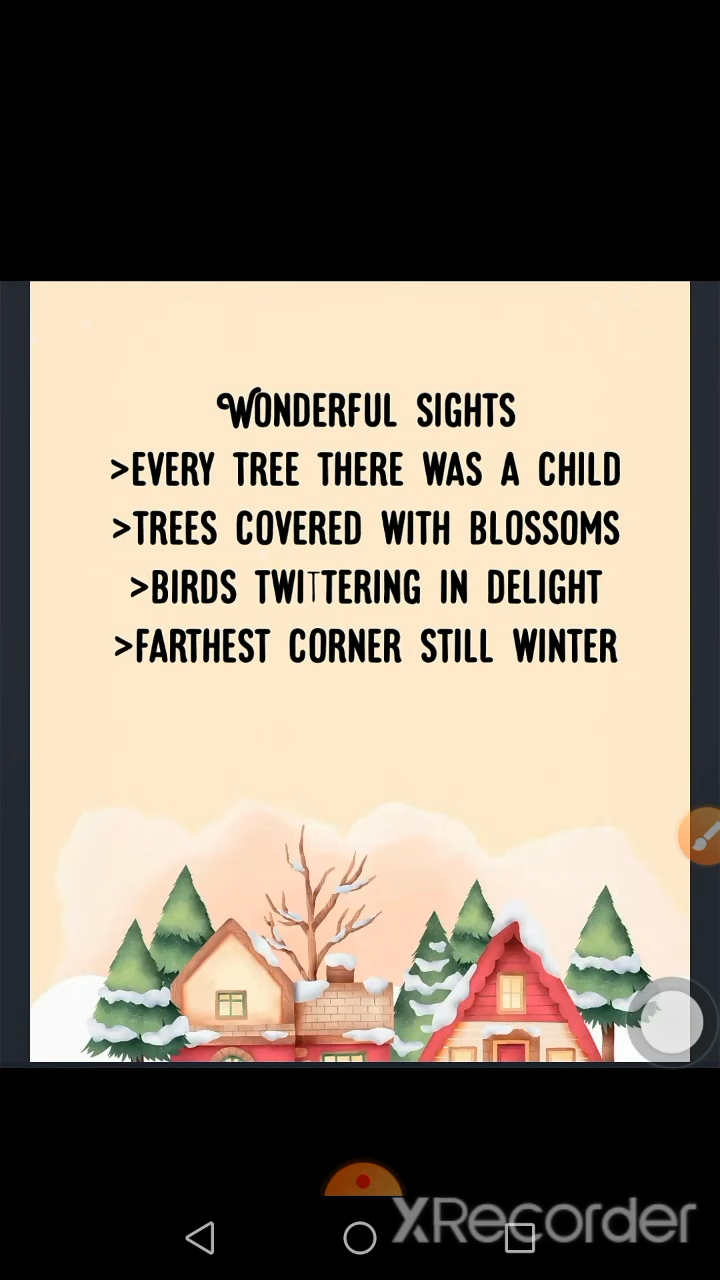 WONDERFUL SIGHTS
>EVERY TREE THERE WAS A CHILD
>TREES COVERED WITH BLOSSOMS
>BIRDS TWITTERING IN DELIGHT
>FARTHEST CORNER STILL WINTER
XRecorder